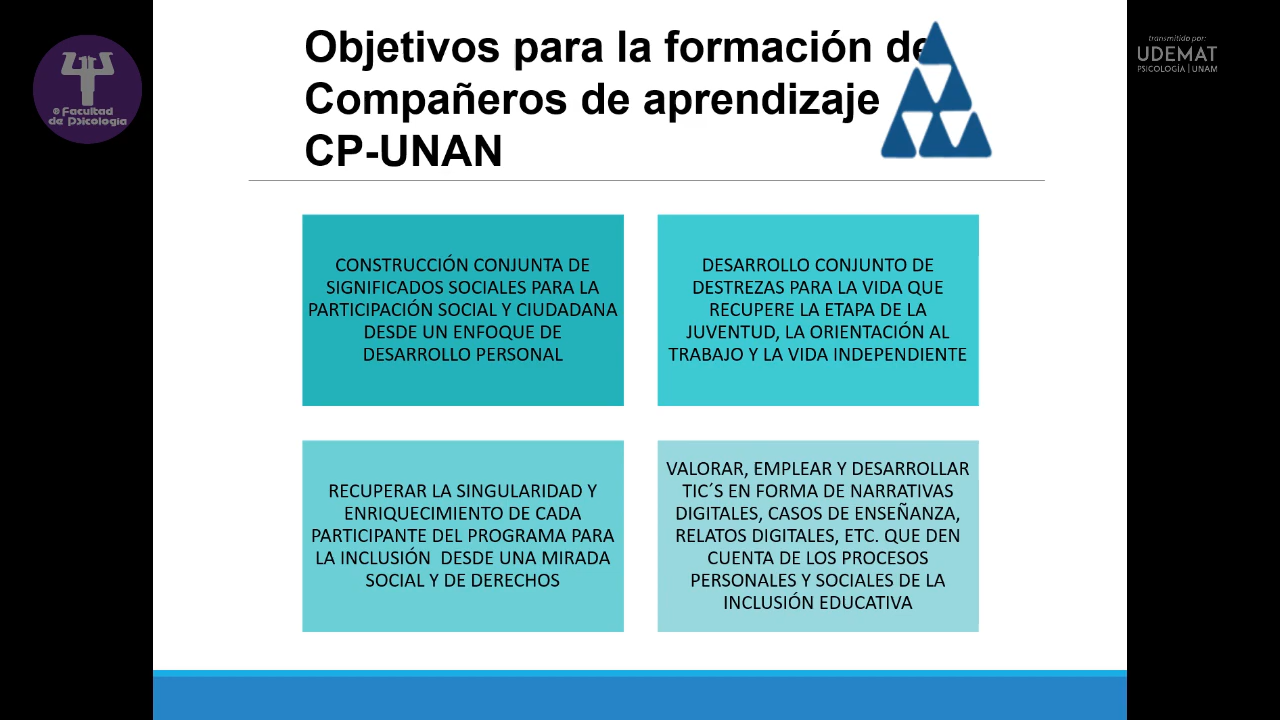 Objetivos para la formación de
Compañeros de aprendizaje
CP-UNAN
CONSTRUCCIÓN CONJUNTA DE
SIGNIFICADOS SOCIALES PARA LA
PARTICIPACIÓN SOCIAL Y CIUDADANA
DESDE UN ENFOQUE DE
DESARROLLO PERSONAL
DESARROLLO CONJUNTO DE
DESTREZAS PARA LA VIDA QUE
RECUPERE LA ETAPA DE LA
JUVENTUD, LA ORIENTACIÓN AL
TRABAJO Y LA VIDA INDEPENDIENTE
RECUPERAR LA SINGULARIDAD Y
ENRIQUECIMIENTO DE CADA
PARTICIPANTE DEL PROGRAMA PARA
LA INCLUSIÓN DESDE UNA MIRADA
SOCIAL Y DE DERECHOS
VALORAR, EMPLEAR Y DESARROLLAR
TIC´S EN FORMA DE NARRATIVAS
DIGITALES, CASOS DE ENSEÑANZA,
RELATOS DIGITALES, ETC. QUE DEN
CUENTA DE LOS PROCESOS
PERSONALES Y SOCIALES DE LA
INCLUSIÓN EDUCATIVA
® Facultad
de Psicología
transmitido por:
UDEMAT
PSICOLOGÍA | UNAM